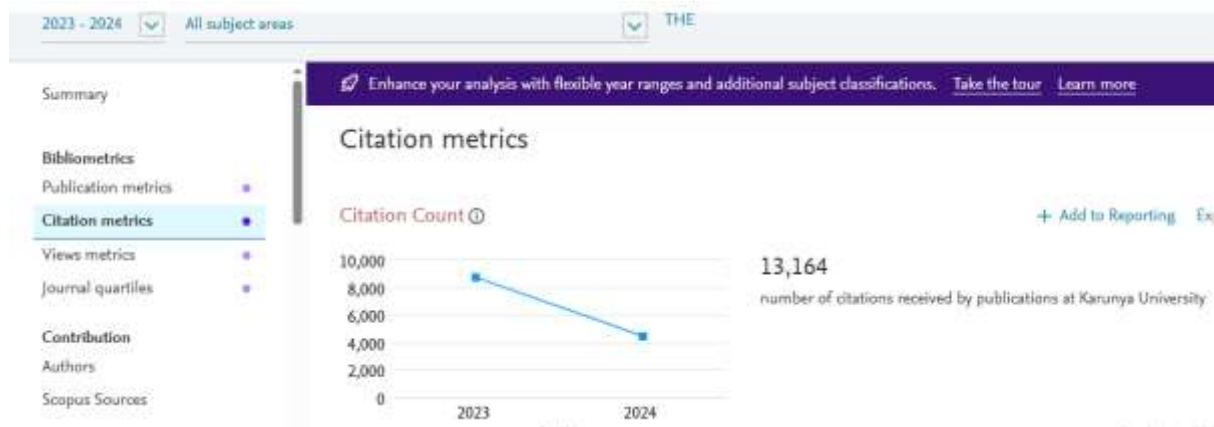 2023 - 2024 All subject areas THE
Enhance your analysis with flexible year ranges and additional subject classifications. Take the tour Learn more
Summary
Bibliometrics
Publication metrics
Citation metrics
Views metrics
Journal quartiles
Contribution
Authors
Scopus Sources
Citation metrics
Citation Count
+ Add to Reporting
13,164
number of citations received by publications at Karunya University
10,000
8,000
6,000
4,000
2,000
0
2023 2024